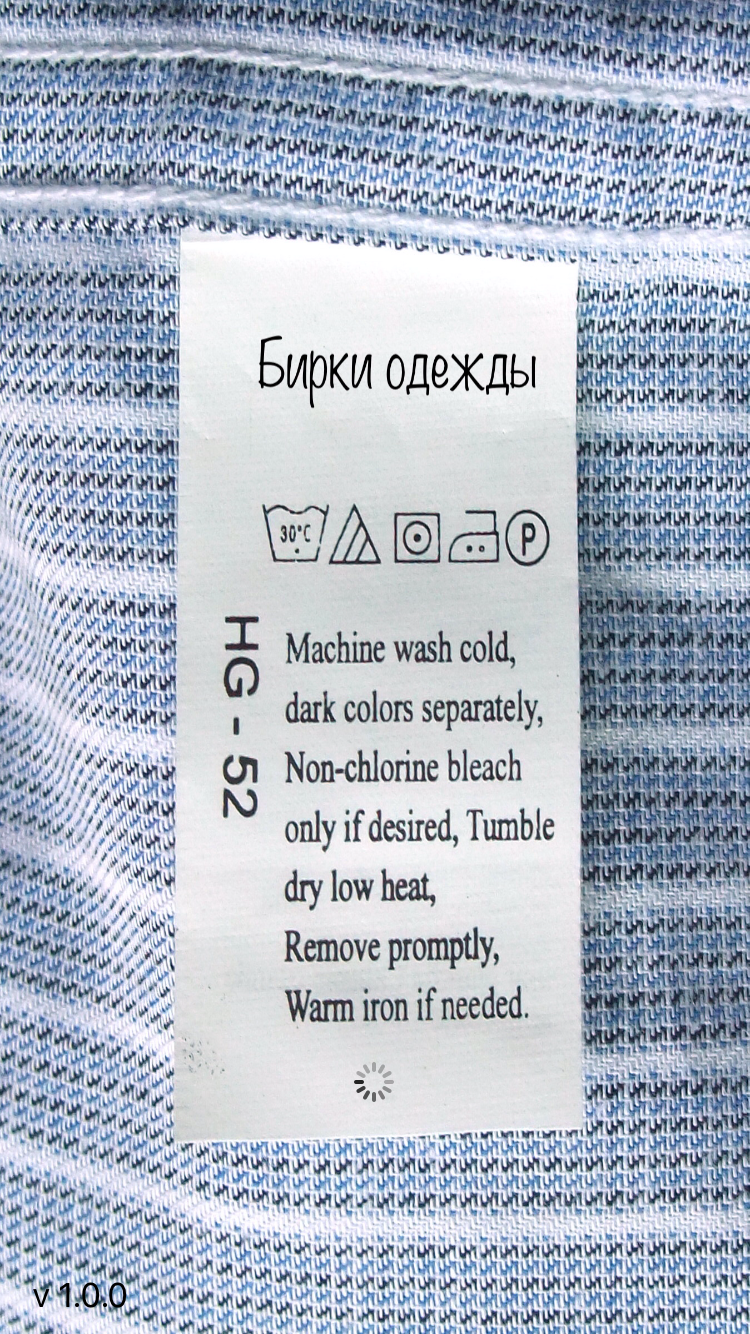 Бирки одежды
30°C
P
HG - 52
Machine wash cold,
dark colors separately,
Non-chlorine bleach
only if desired, Tumble
dry low heat,
Remove promptly,
Warm iron if needed.
v 1.0.0